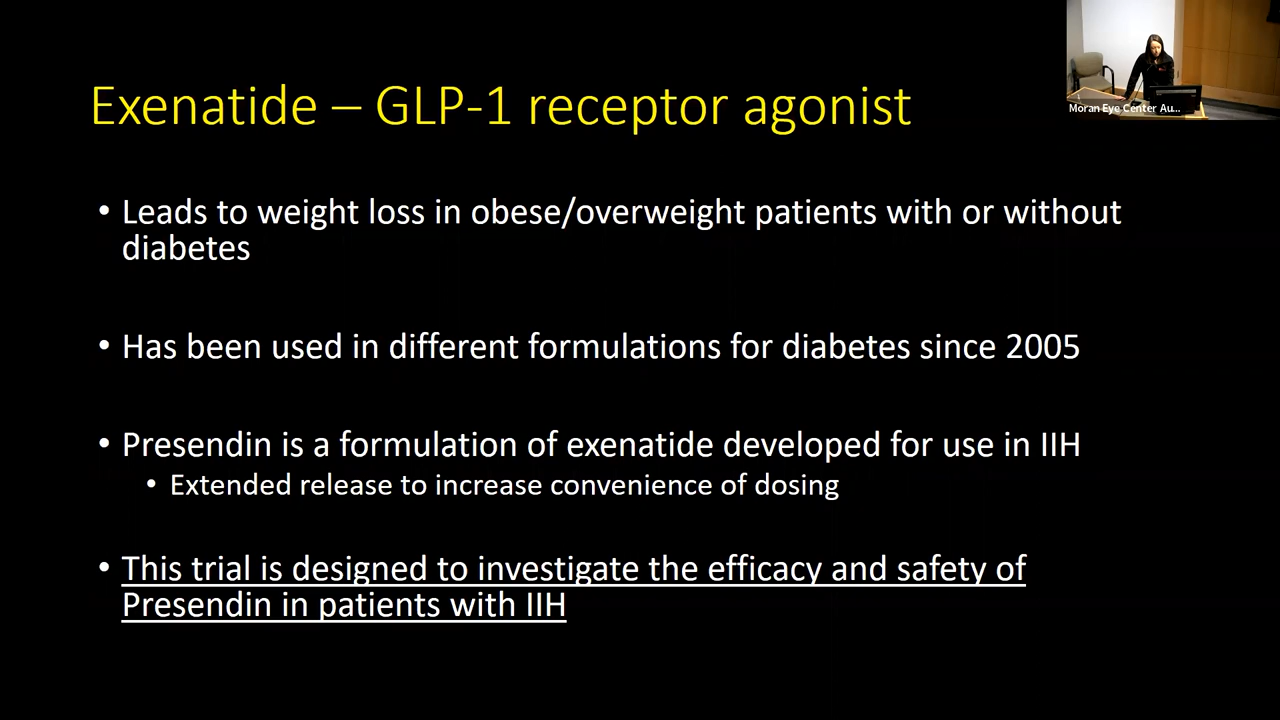 Exenatide – GLP-1 receptor agonist
Moran Eye Center Au...
• Leads to weight loss in obese/overweight patients with or without
diabetes
• Has been used in different formulations for diabetes since 2005
• Presendin is a formulation of exenatide developed for use in IIH
• Extended release to increase convenience of dosing
• This trial is designed to investigate the efficacy and safety of
Presendin in patients with IIH